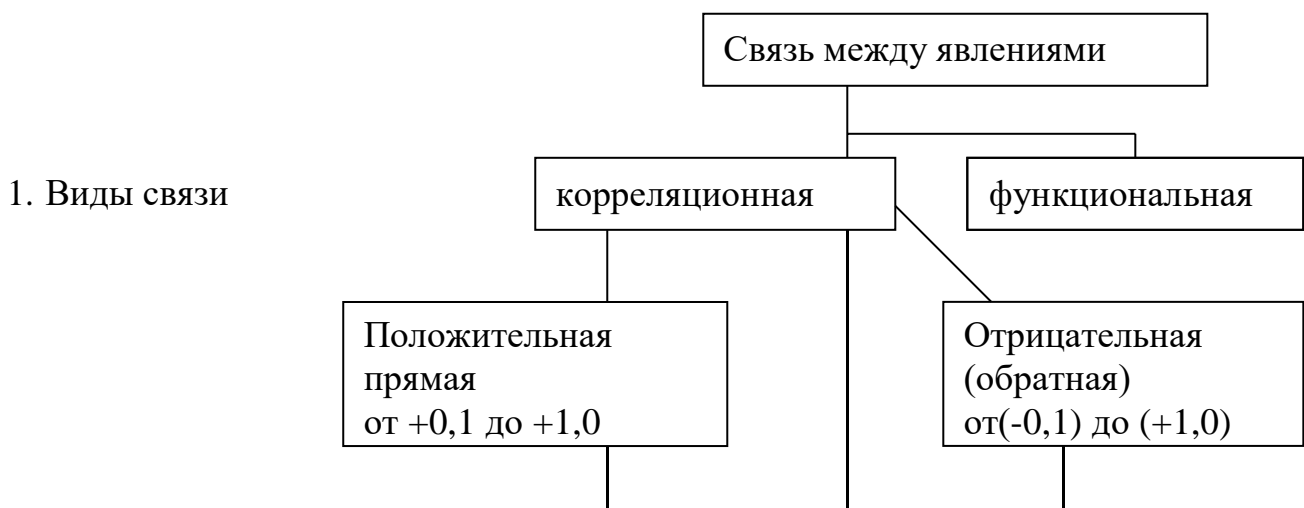 Связь между явлениями
1. Виды связи
корреляционная
функциональная
Положительная
прямая
от +0,1 до +1,0
Отрицательная
(обратная)
от(-0,1) до (+1,0)